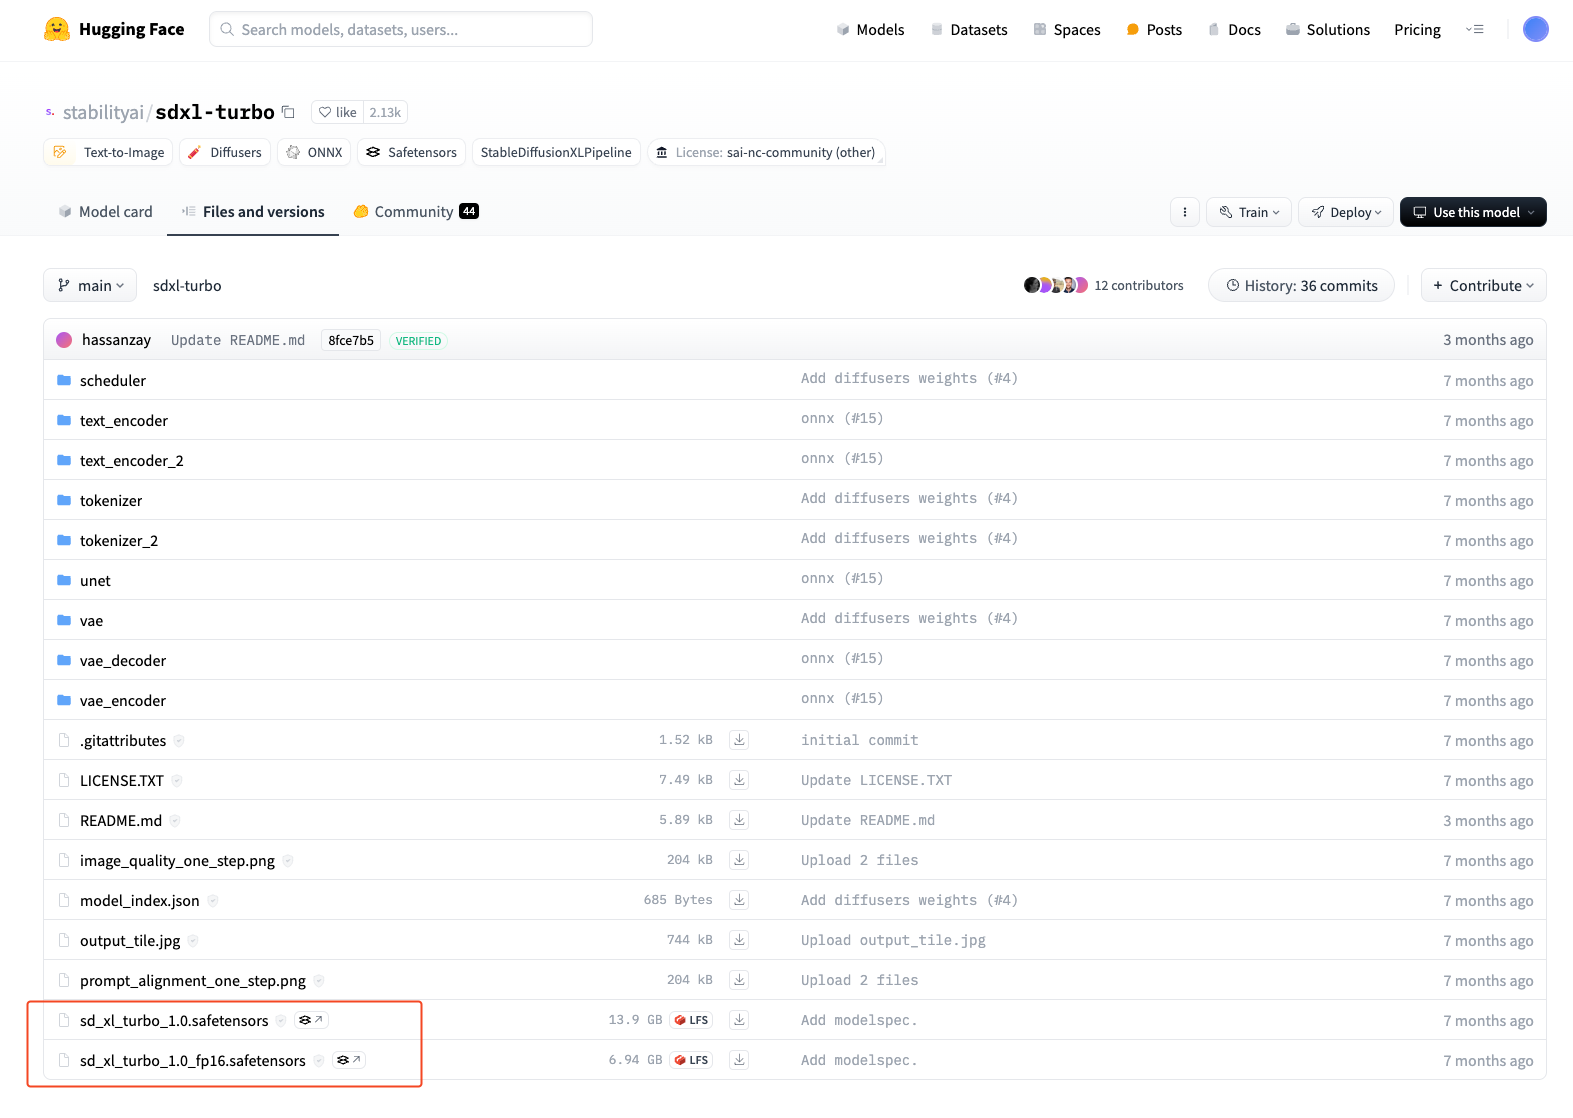 Hugging Face Search models, datasets, users... Models Datasets Spaces Posts Docs Solutions Pricing
s. stabilityai/sdxl-turbo like 2.13k
Text-to-Image Diffusers ONNX Safetensors StableDiffusionXLPipeline License: sai-nc-community (other)
Model card Files and versions Community 44 Train Deploy Use this model
main sdxl-turbo 12 contributors History: 36 commits + Contribute
hassanzay Update README.md 8fce7b5 VERIFIED 3 months ago
scheduler Add diffusers weights (#4) 7 months ago
text_encoder onnx (#15) 7 months ago
text_encoder_2 onnx (#15) 7 months ago
tokenizer Add diffusers weights (#4) 7 months ago
tokenizer_2 Add diffusers weights (#4) 7 months ago
unet onnx (#15) 7 months ago
vae Add diffusers weights (#4) 7 months ago
vae_decoder onnx (#15) 7 months ago
vae_encoder onnx (#15) 7 months ago
.gitattributes 1.52 kB initial commit 7 months ago
LICENSE.TXT 7.49 kB Update LICENSE.TXT 7 months ago
README.md 5.89 kB Update README.md 3 months ago
image_quality_one_step.png 204 kB Upload 2 files 7 months ago
model_index.json 685 Bytes Add diffusers weights (#4) 7 months ago
output_tile.jpg 744 kB Upload output_tile.jpg 7 months ago
prompt_alignment_one_step.png 204 kB Upload 2 files 7 months ago
sd_xl_turbo_1.0.safetensors 13.9 GB LFS Add modelspec. 7 months ago
sd_xl_turbo_1.0_fp16.safetensors 6.94 GB LFS Add modelspec. 7 months ago